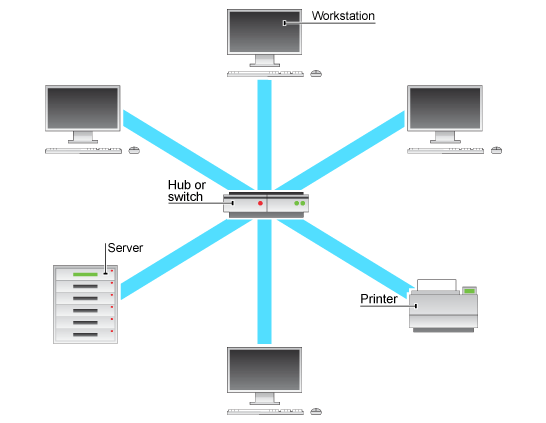 Workstation
Hub or
switch
Server
Printer